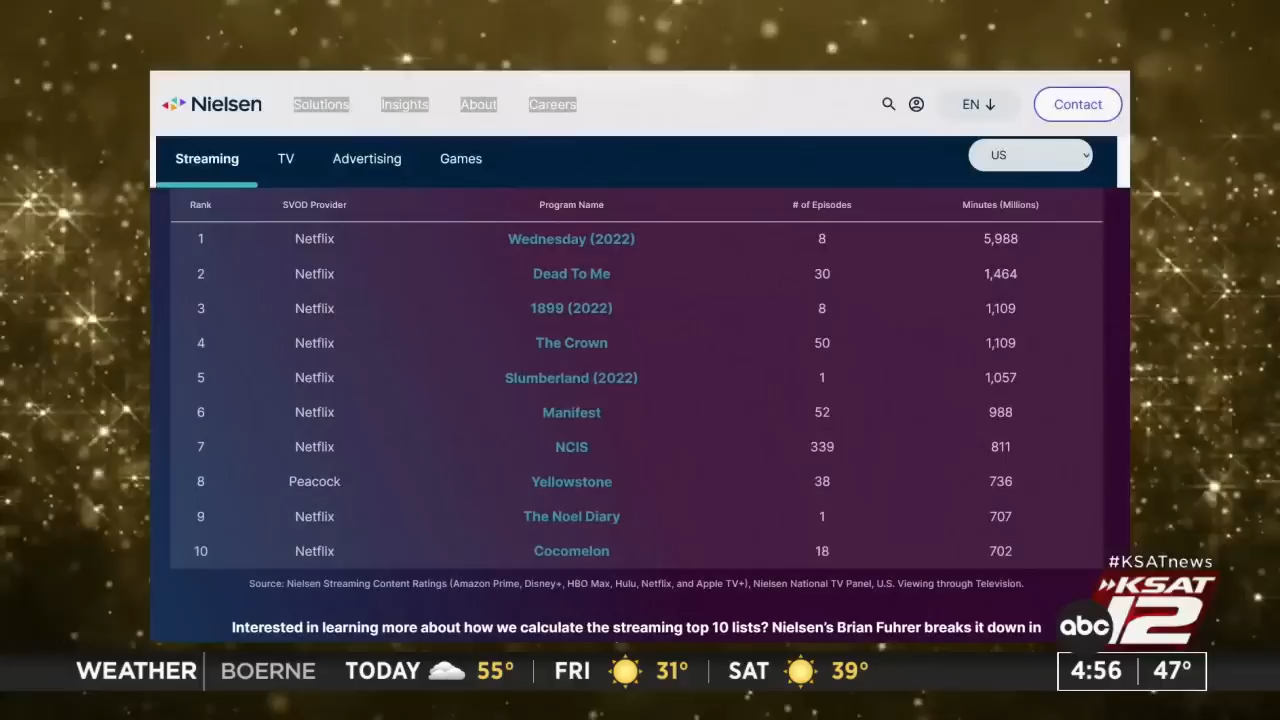 Nielsen Solutions Insights About Careers EN Contact
Streaming TV Advertising Games US
Rank SVOD Provider Program Name # of Episodes Minutes (Millions)
1 Netflix Wednesday (2022) 8 5,988
2 Netflix Dead To Me 30 1,464
3 Netflix 1899 (2022) 8 1,109
4 Netflix The Crown 50 1,109
5 Netflix Slumberland (2022) 1 1,057
6 Netflix Manifest 52 988
7 Netflix NCIS 339 811
8 Peacock Yellowstone 38 736
9 Netflix The Noel Diary 1 707
10 Netflix Cocomelon 18 702
Source: Nielsen Streaming Content Ratings (Amazon Prime, Disney+, HBO Max, Hulu, Netflix, and Apple TV+), Nielsen National TV Panel, U.S. Viewing through Television.
Interested in learning more about how we calculate the streaming top 10 lists? Nielsen's Brian Fuhrer breaks it down in
#KSATnews
KSAT
abc 12
WEATHER BOERNE TODAY 55° FRI 31° SAT 39° 4:56 47°